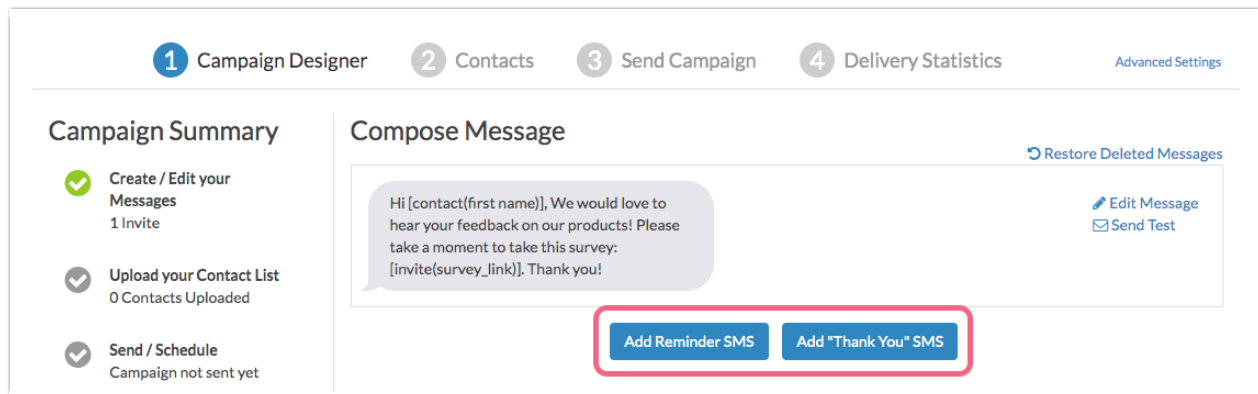 1 Campaign Designer 2 Contacts 3 Send Campaign 4 Delivery Statistics Advanced Settings
Campaign Summary
Create / Edit your
Messages
1 Invite
Upload your Contact List
0 Contacts Uploaded
Send / Schedule
Campaign not sent yet
Compose Message
Restore Deleted Messages
Hi [contact(first name)], We would love to
hear your feedback on our products! Please
take a moment to take this survey:
[invite(survey_link)]. Thank you!
Edit Message
Send Test
Add Reminder SMS Add "Thank You" SMS